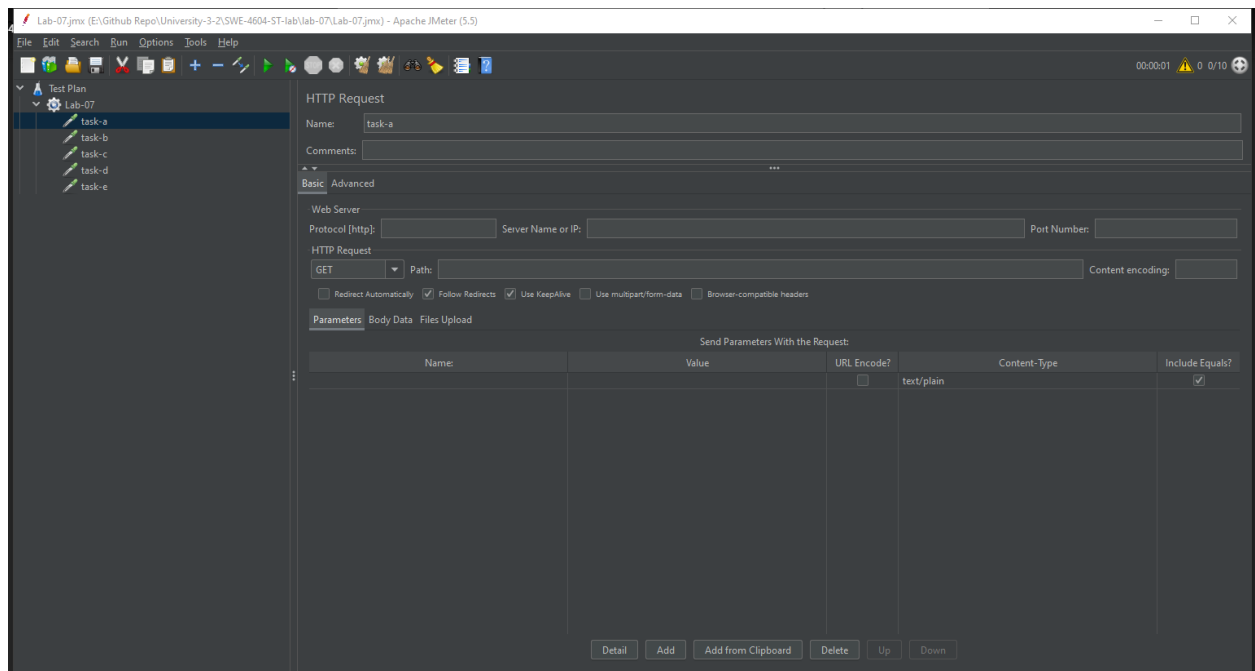 Lab-07.jmx (E:\Github Repo\University-3-2\SWE-4604-ST-lab\lab-07\Lab-07.jmx) - Apache JMeter (5.5)
File Edit Search Run Options Tools Help
00:00:01 0 0/10
Test Plan
Lab-07
task-a
task-b
task-c
task-d
task-e
HTTP Request
Name: task-a
Comments:
Basic Advanced
Web Server
Protocol [http]: Server Name or IP: Port Number:
HTTP Request
GET Path: Content encoding:
Redirect Automatically Follow Redirects Use KeepAlive Use multipart/form-data Browser-compatible headers
Parameters Body Data Files Upload
Send Parameters With the Request:
Name: Value URL Encode? Content-Type Include Equals?
text/plain
Detail Add Add from Clipboard Delete Up Down